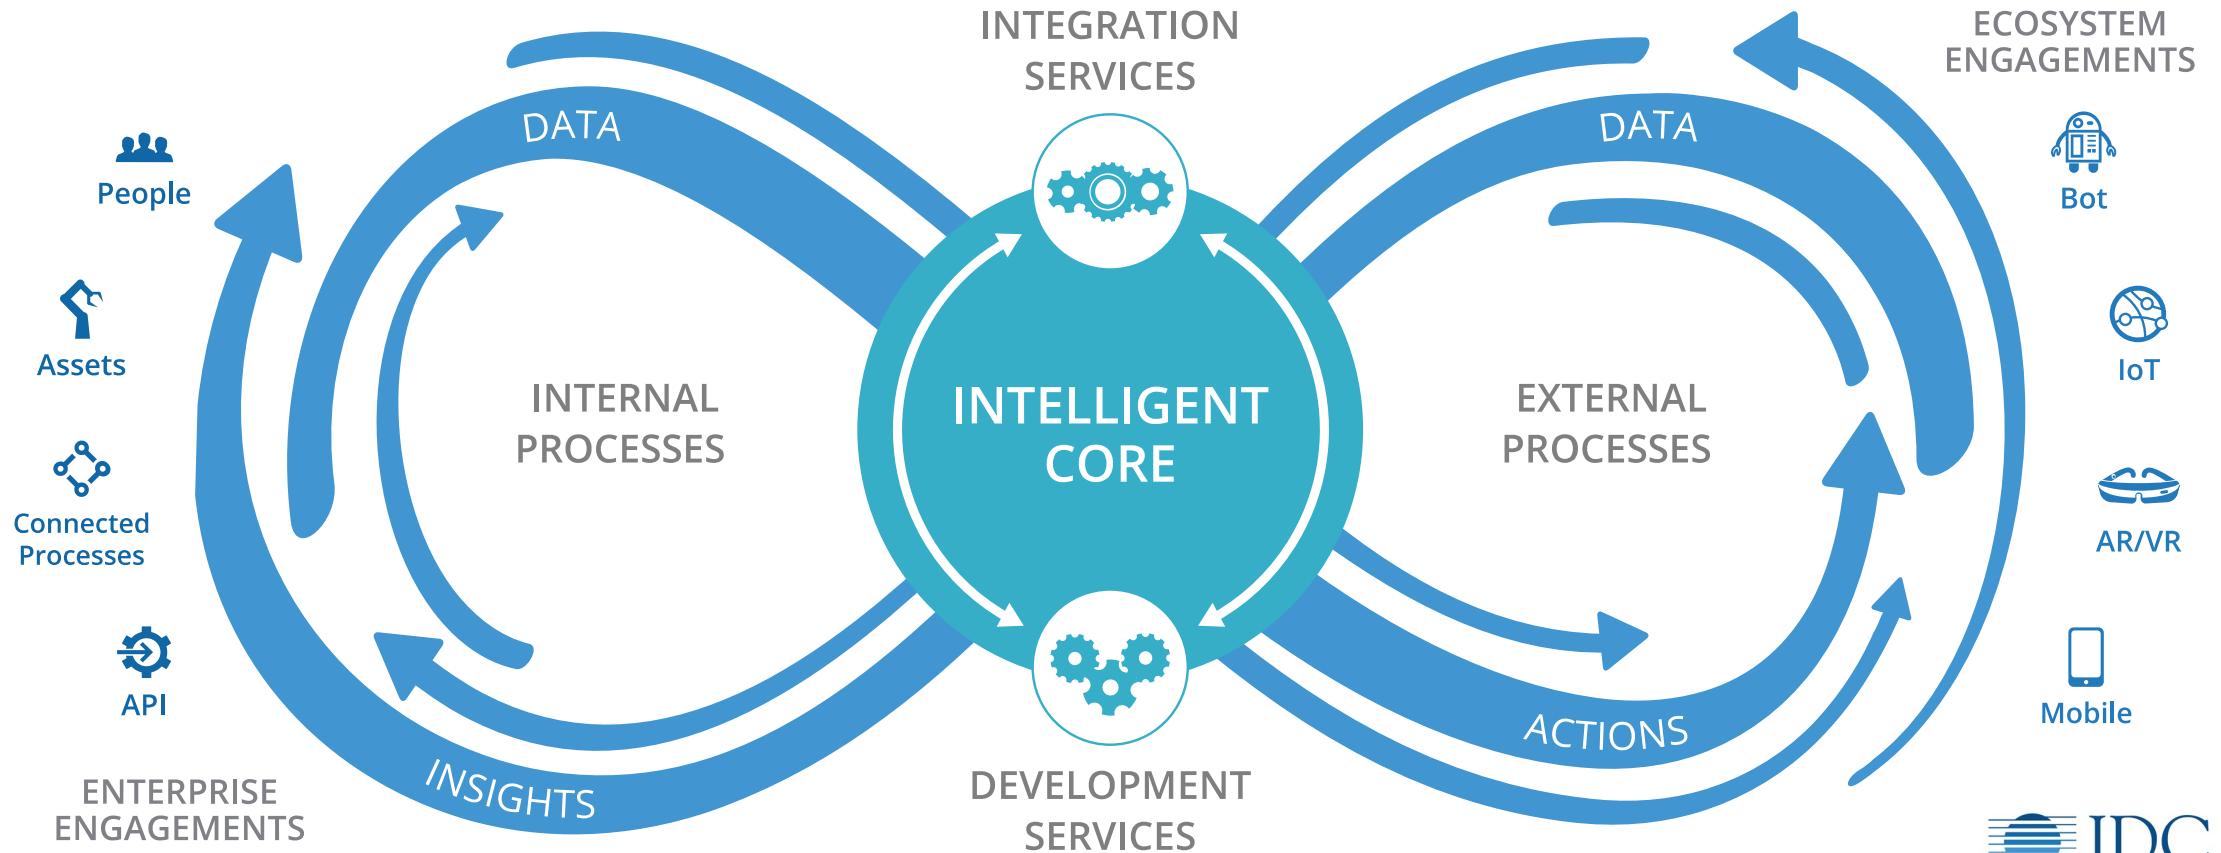 INTEGRATION
SERVICES
ECOSYSTEM
ENGAGEMENTS
DATA
DATA
People
Bot
Assets
IoT
INTERNAL
PROCESSES
INTELLIGENT
CORE
EXTERNAL
PROCESSES
Connected
Processes
AR/VR
API
Mobile
INSIGHTS
ACTIONS
ENTERPRISE
ENGAGEMENTS
DEVELOPMENT
SERVICES
IDC